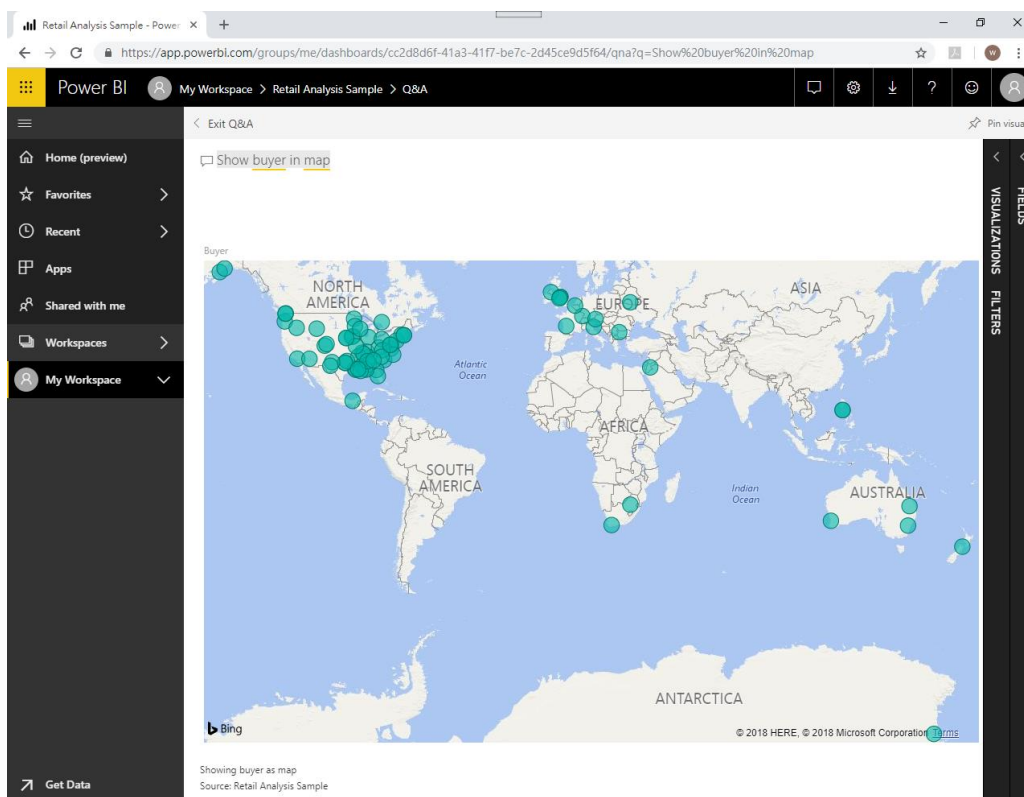 Retail Analysis Sample - Power
https://app.powerbi.com/groups/me/dashboards/cc2d8d6f-41a3-41f7-be7c-2d45ce9d5f64/qna?q=Show%20buyer%20in%20map
W
Power BI
My Workspace > Retail Analysis Sample > Q&A
Exit Q&A
Pin visua
Home (preview)
Favorites
Recent
Apps
Shared with me
Workspaces
My Workspace
Get Data
Show buyer in map
Buyer
NORTH
AMERICA
EUROPE
ASIA
Atlantic
Ocean
AFRICA
SOUTH
AMERICA
Indian
Ocean
AUSTRALIA
ANTARCTICA
Bing
© 2018 HERE, © 2018 Microsoft Corporation Terms
Showing buyer as map
Source: Retail Analysis Sample
VISUALIZATIONS
FILTERS
FIELDS